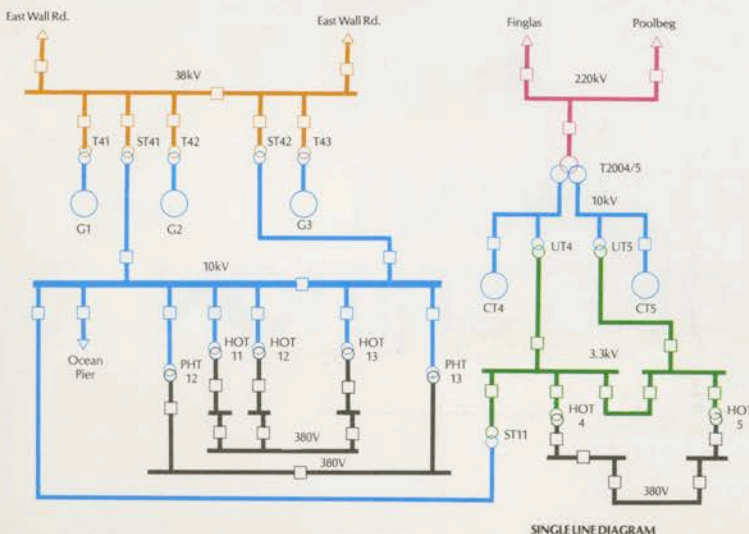 East Wall Rd.
East Wall Rd.
Finglas
Poolbeg
38kV
220kV
T41
ST41
T42
ST42
T43
T2004/5
10kV
G1
G2
G3
UT4
UT5
10kV
CT4
CT5
Ocean
Pier
PHT
12
HOT
11
HOT
12
HOT
13
PHT
13
3.3kV
HOT
4
HOT
5
ST11
380V
380V
380V
SINGLE LINE DIAGRAM